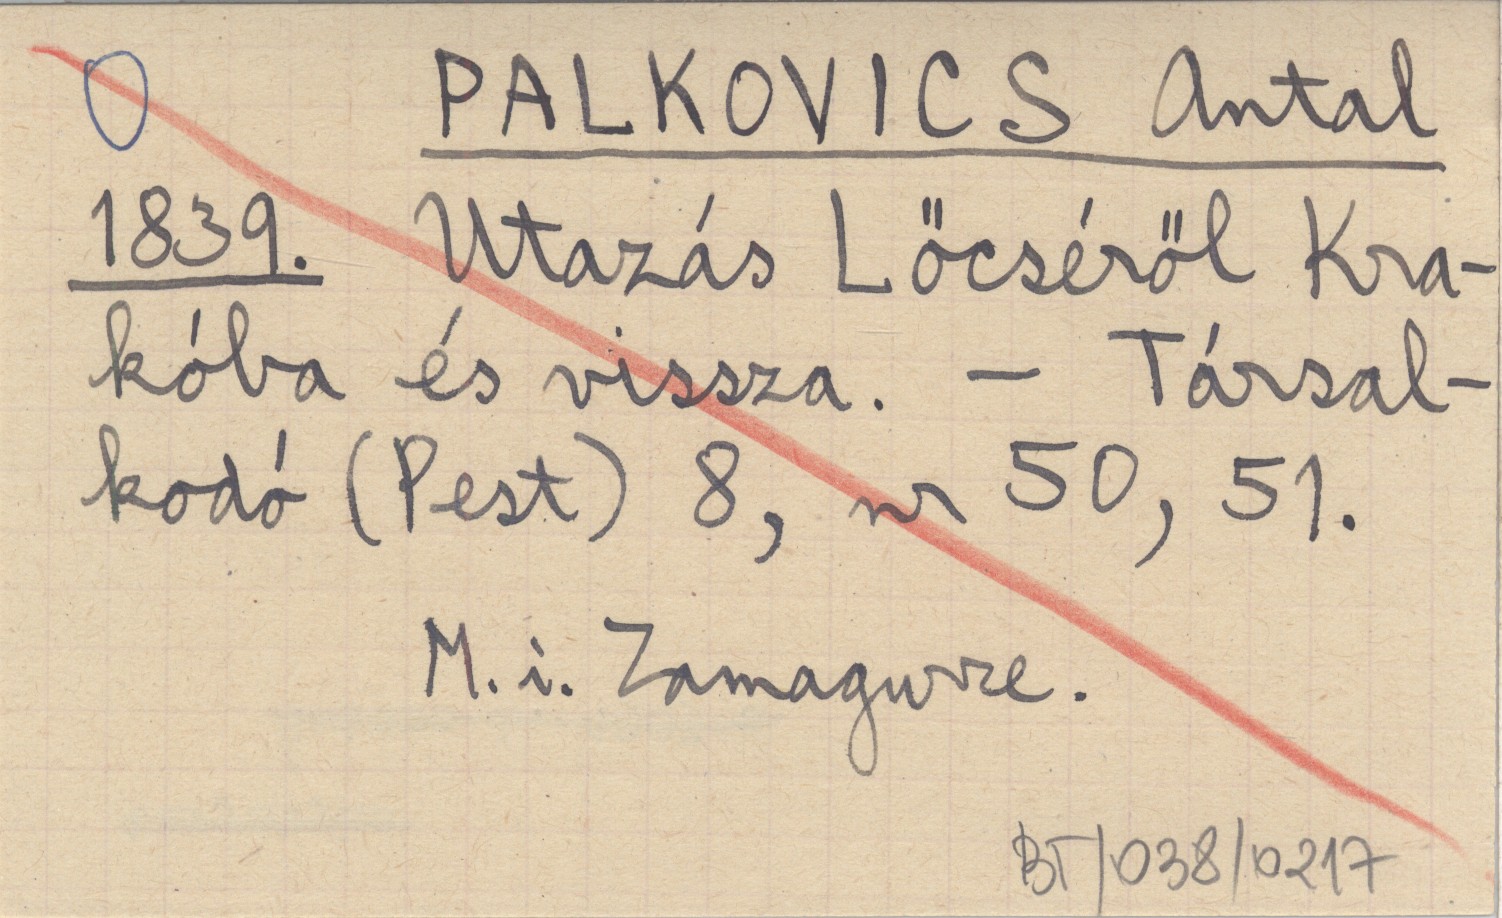 PALKOVICS Antal
1839. Utazás Lőcséről Kra-
kóba és vissza. — Társal-
kodó (Pest) 8, nr 50, 51.
M. i. Zamagurze.
BT/038/0217